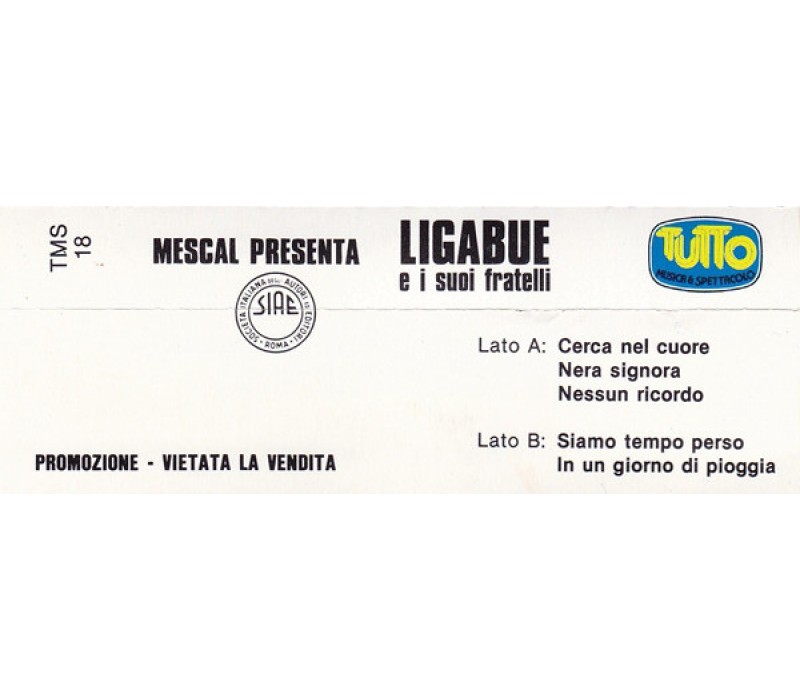 TMS
18
MESCAL PRESENTA
LIGABUE
e i suoi fratelli
TUTTO
MUSICA & SPETTACOLO
SOCIETÀ ITALIANA DEGLI AUTORI ED EDITORI
SIAE
· ROMA ·
Lato A: Cerca nel cuore
Nera signora
Nessun ricordo
Lato B: Siamo tempo perso
In un giorno di pioggia
PROMOZIONE - VIETATA LA VENDITA